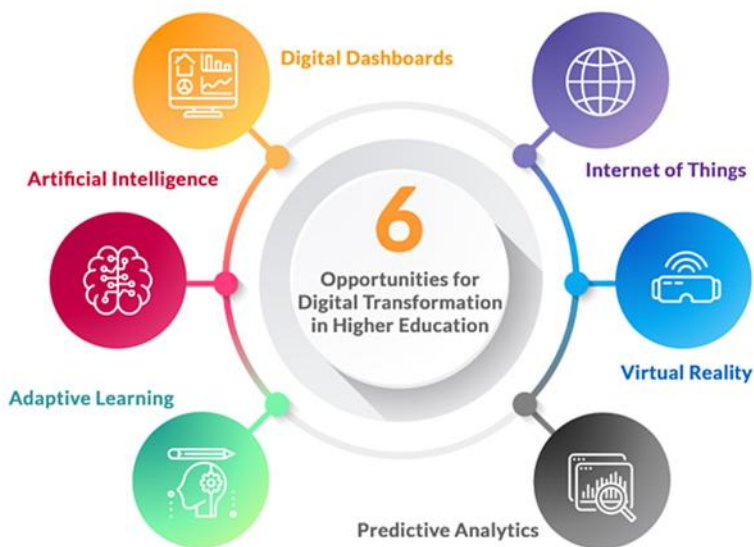 Digital Dashboards
Internet of Things
Artificial Intelligence
6
Opportunities for
Digital Transformation
in Higher Education
Virtual Reality
Adaptive Learning
Predictive Analytics